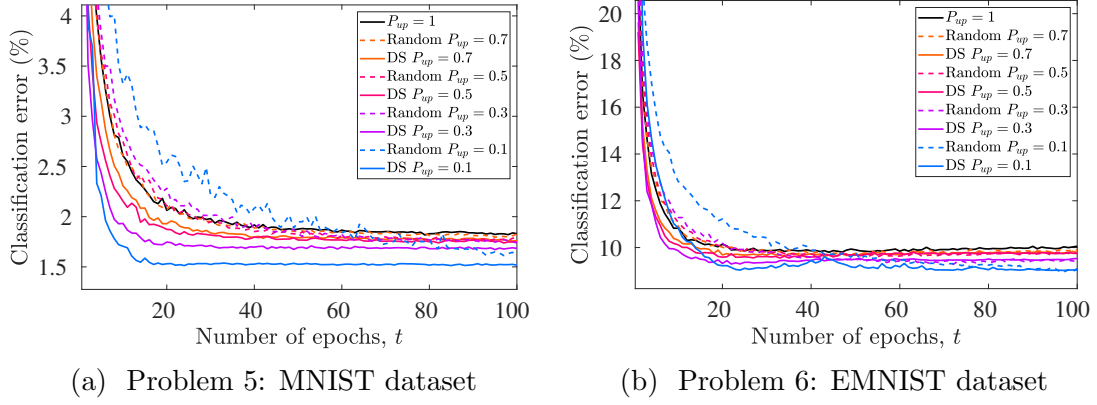 4
3.5
3
2.5
2
1.5
20
40
60
80
100
Classification error (%)
Number of epochs, t
P_up = 1
Random P_up = 0.7
DS P_up = 0.7
Random P_up = 0.5
DS P_up = 0.5
Random P_up = 0.3
DS P_up = 0.3
Random P_up = 0.1
DS P_up = 0.1
(a) Problem 5: MNIST dataset
20
18
16
14
12
10
20
40
60
80
100
Classification error (%)
Number of epochs, t
P_up = 1
Random P_up = 0.7
DS P_up = 0.7
Random P_up = 0.5
DS P_up = 0.5
Random P_up = 0.3
DS P_up = 0.3
Random P_up = 0.1
DS P_up = 0.1
(b) Problem 6: EMNIST dataset